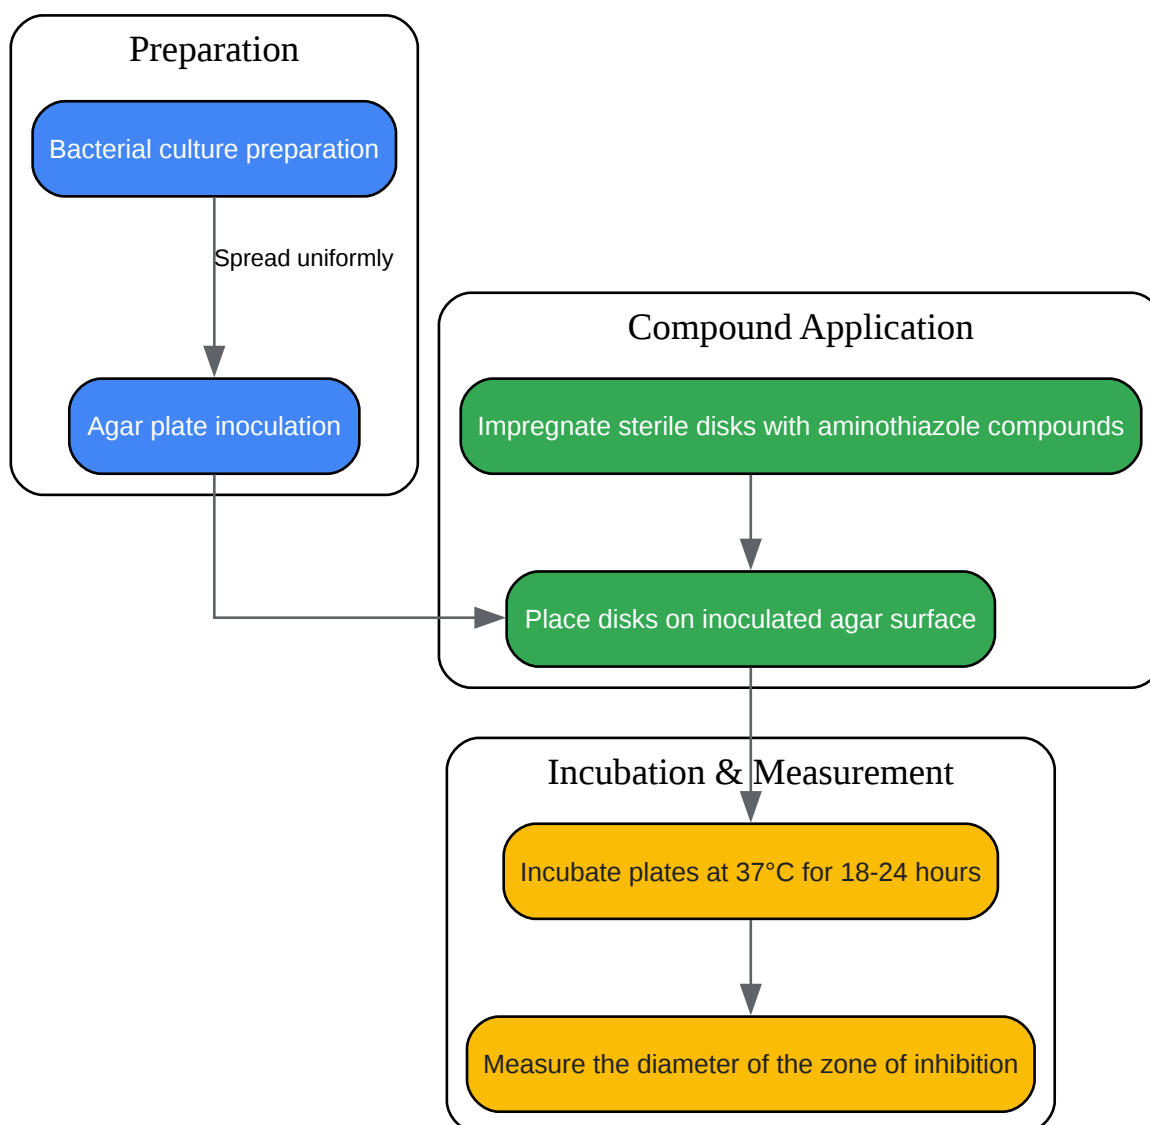 Preparation
Bacterial culture preparation
Spread uniformly
Agar plate inoculation
Compound Application
Impregnate sterile disks with aminothiazole compounds
Place disks on inoculated agar surface
Incubation & Measurement
Incubate plates at 37°C for 18-24 hours
Measure the diameter of the zone of inhibition